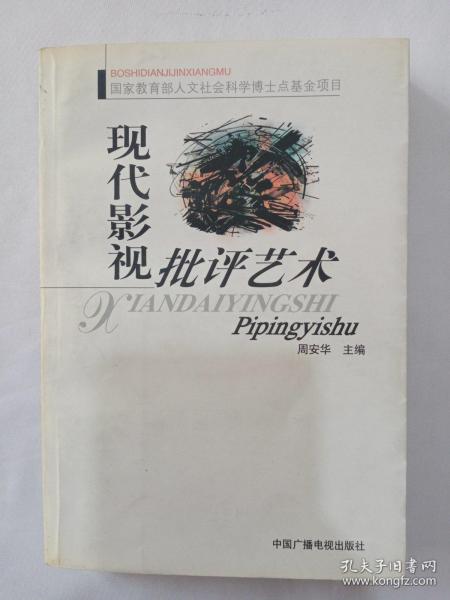 BOSHIDIANJIJINXIANGMU
国家教育部人文社会科学博士点基金项目
现代影视
批评艺术
XIANDAIYINGSHI
Pipingyishu
周安华 主编
中国广播电视出版社
孔夫子旧书网
www.kongfz.com